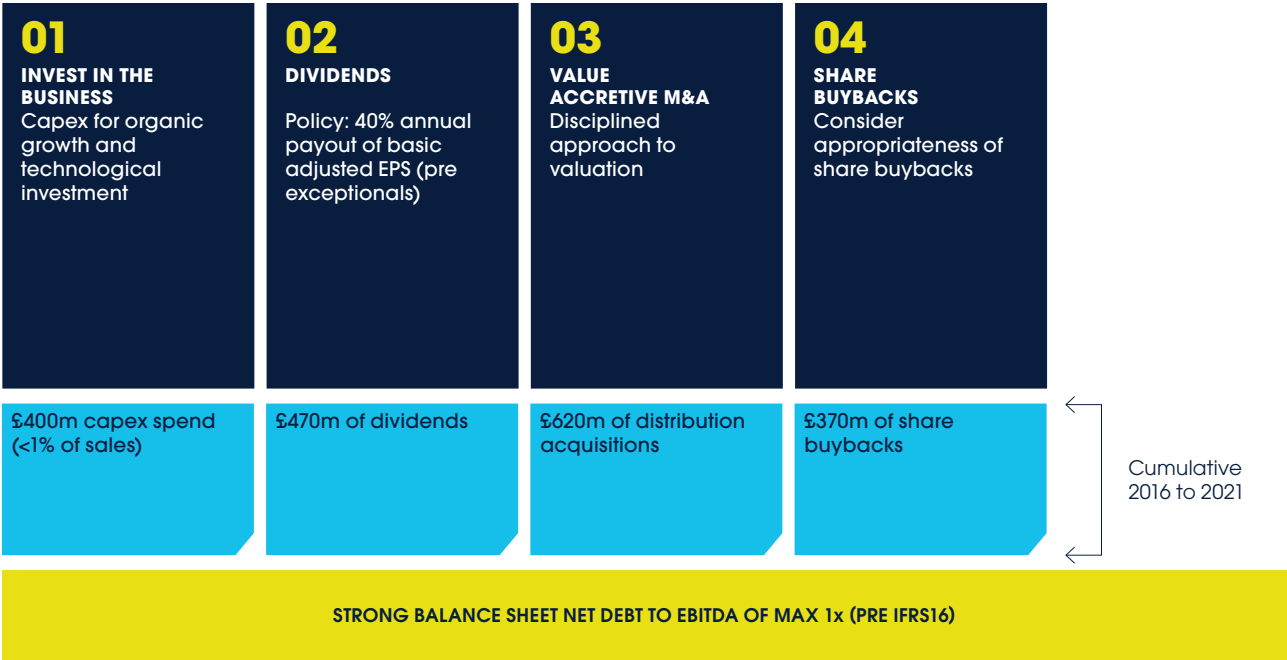 01
INVEST IN THE
BUSINESS
Capex for organic
growth and
technological
investment
02
DIVIDENDS
Policy: 40% annual
payout of basic
adjusted EPS (pre
exceptionals)
03
VALUE
ACCRETIVE M&A
Disciplined
approach to
valuation
04
SHARE
BUYBACKS
Consider
appropriateness of
share buybacks
£400m capex spend
(<1% of sales)
£470m of dividends
£620m of distribution
acquisitions
£370m of share
buybacks
Cumulative
2016 to 2021
STRONG BALANCE SHEET NET DEBT TO EBITDA OF MAX 1x (PRE IFRS16)